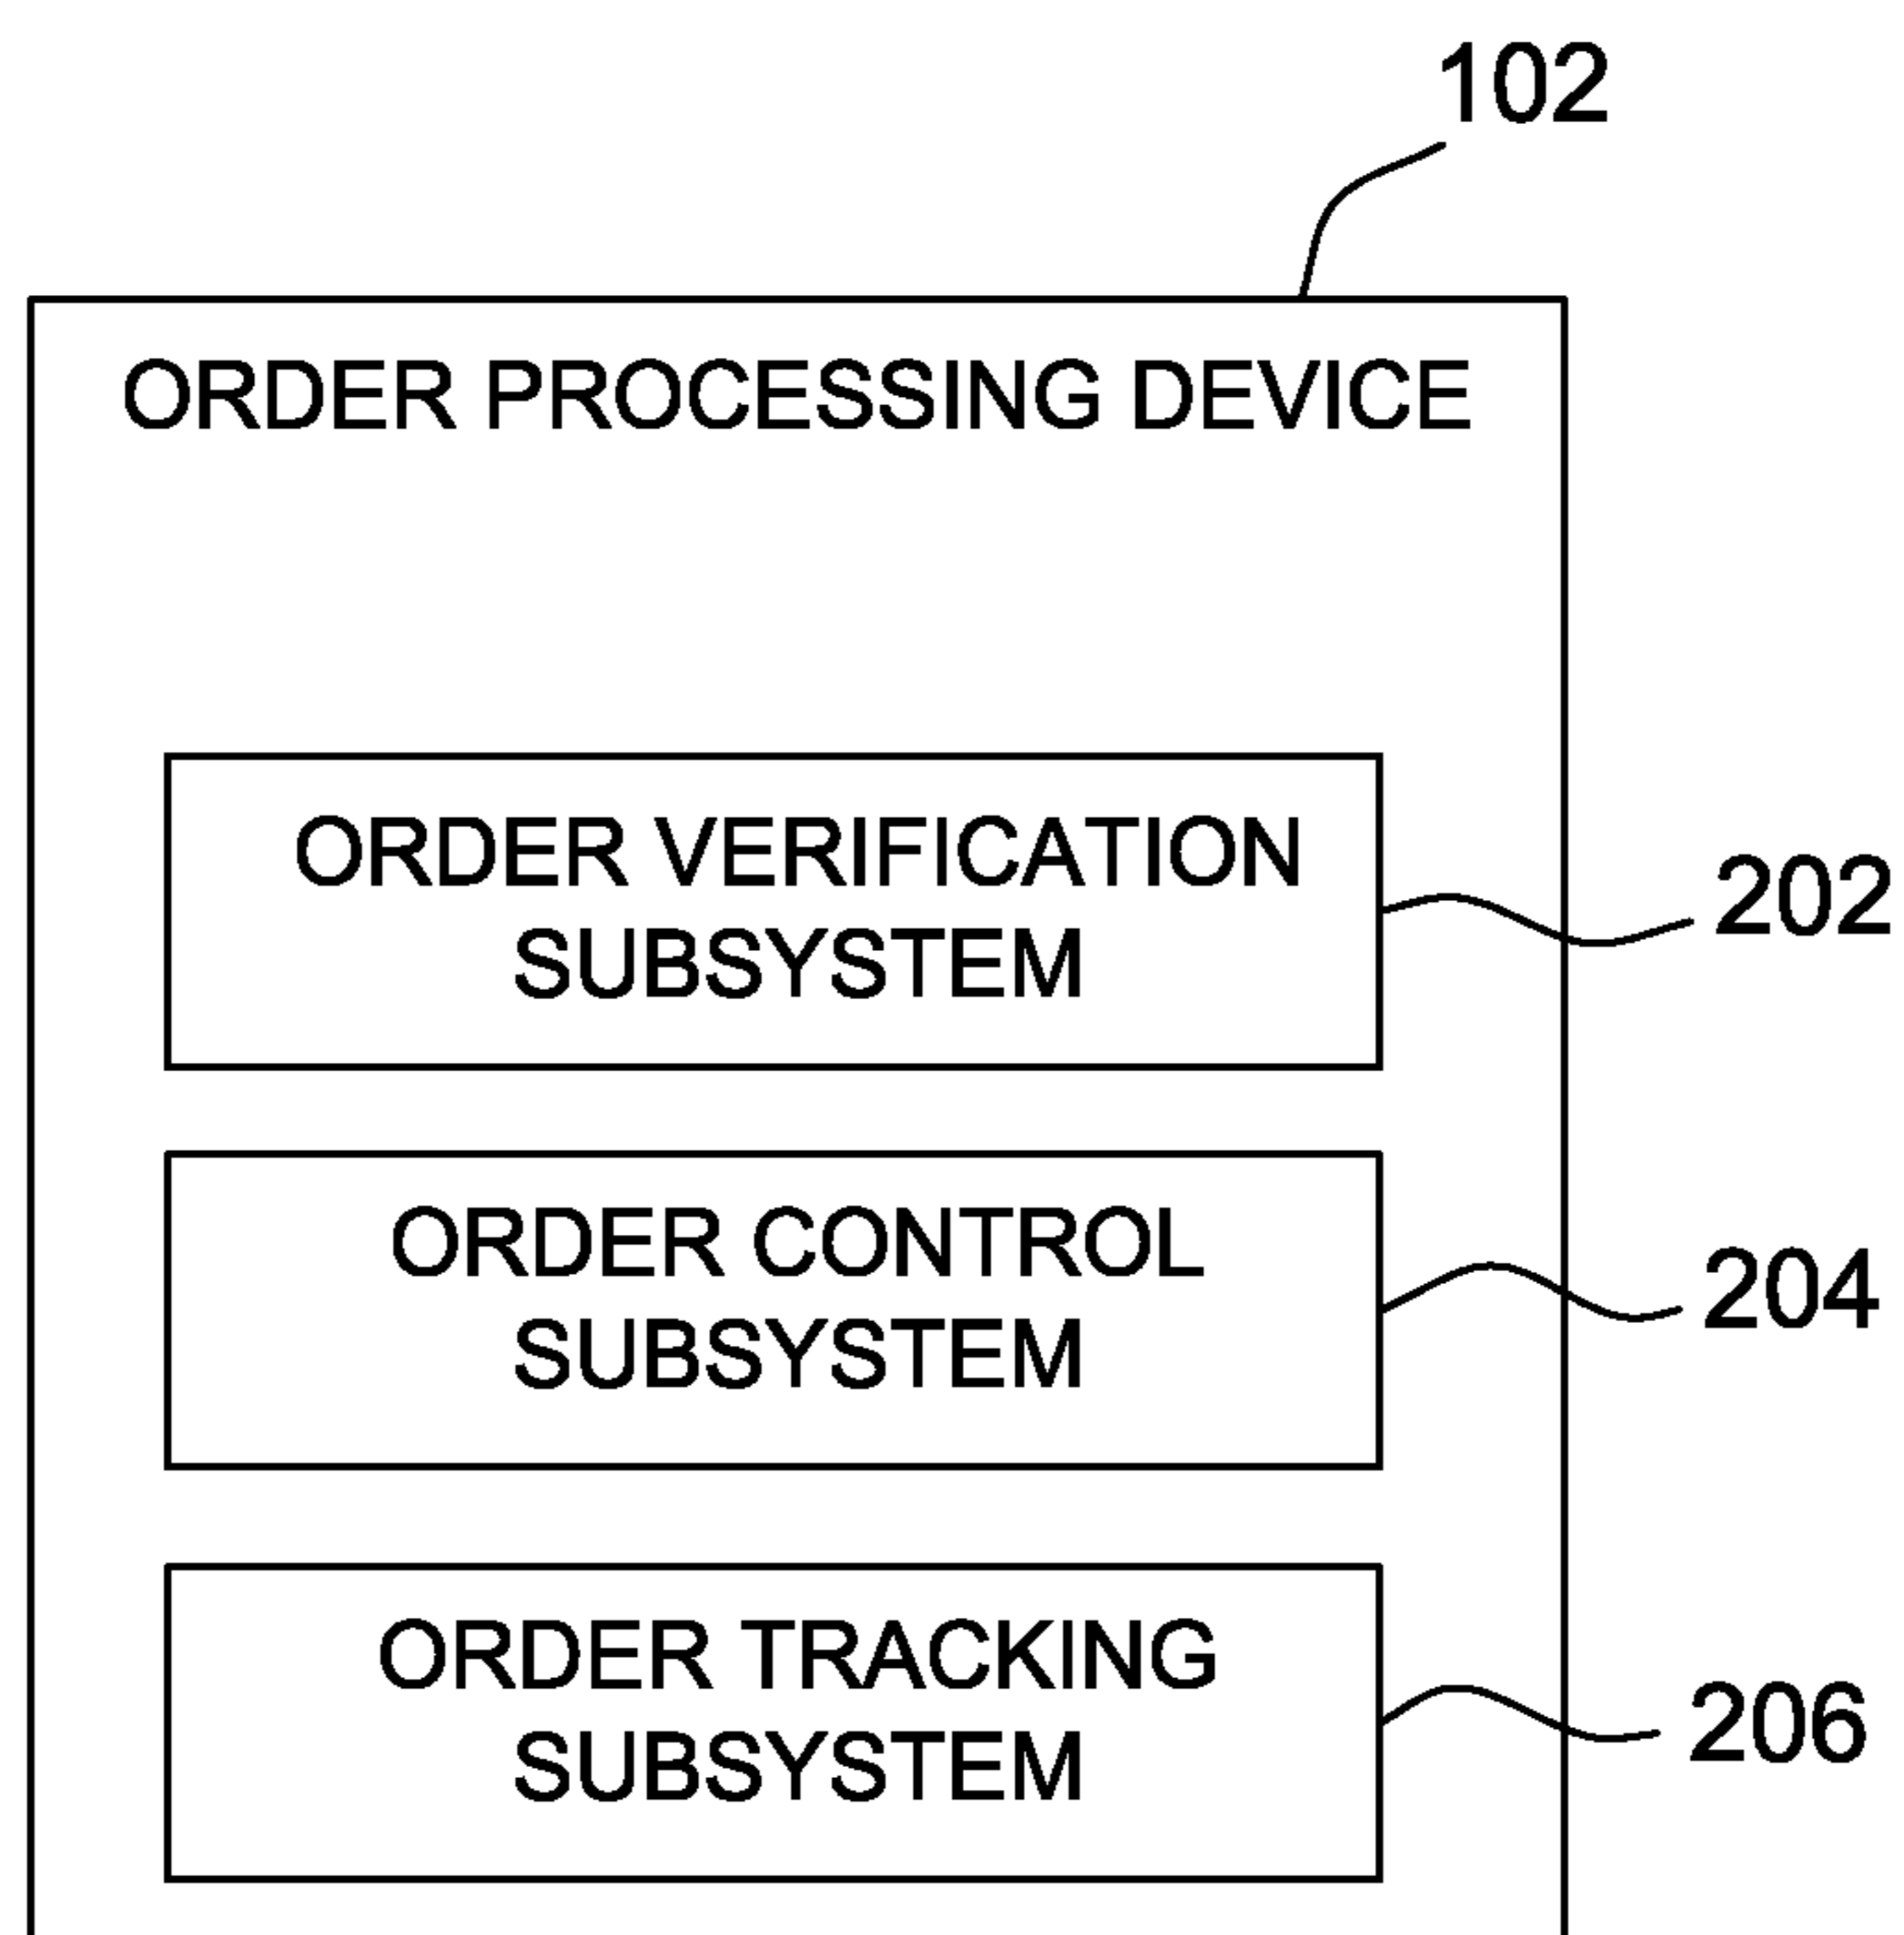 102
ORDER PROCESSING DEVICE
ORDER VERIFICATION
SUBSYSTEM
202
ORDER CONTROL
SUBSYSTEM
204
ORDER TRACKING
SUBSYSTEM
206